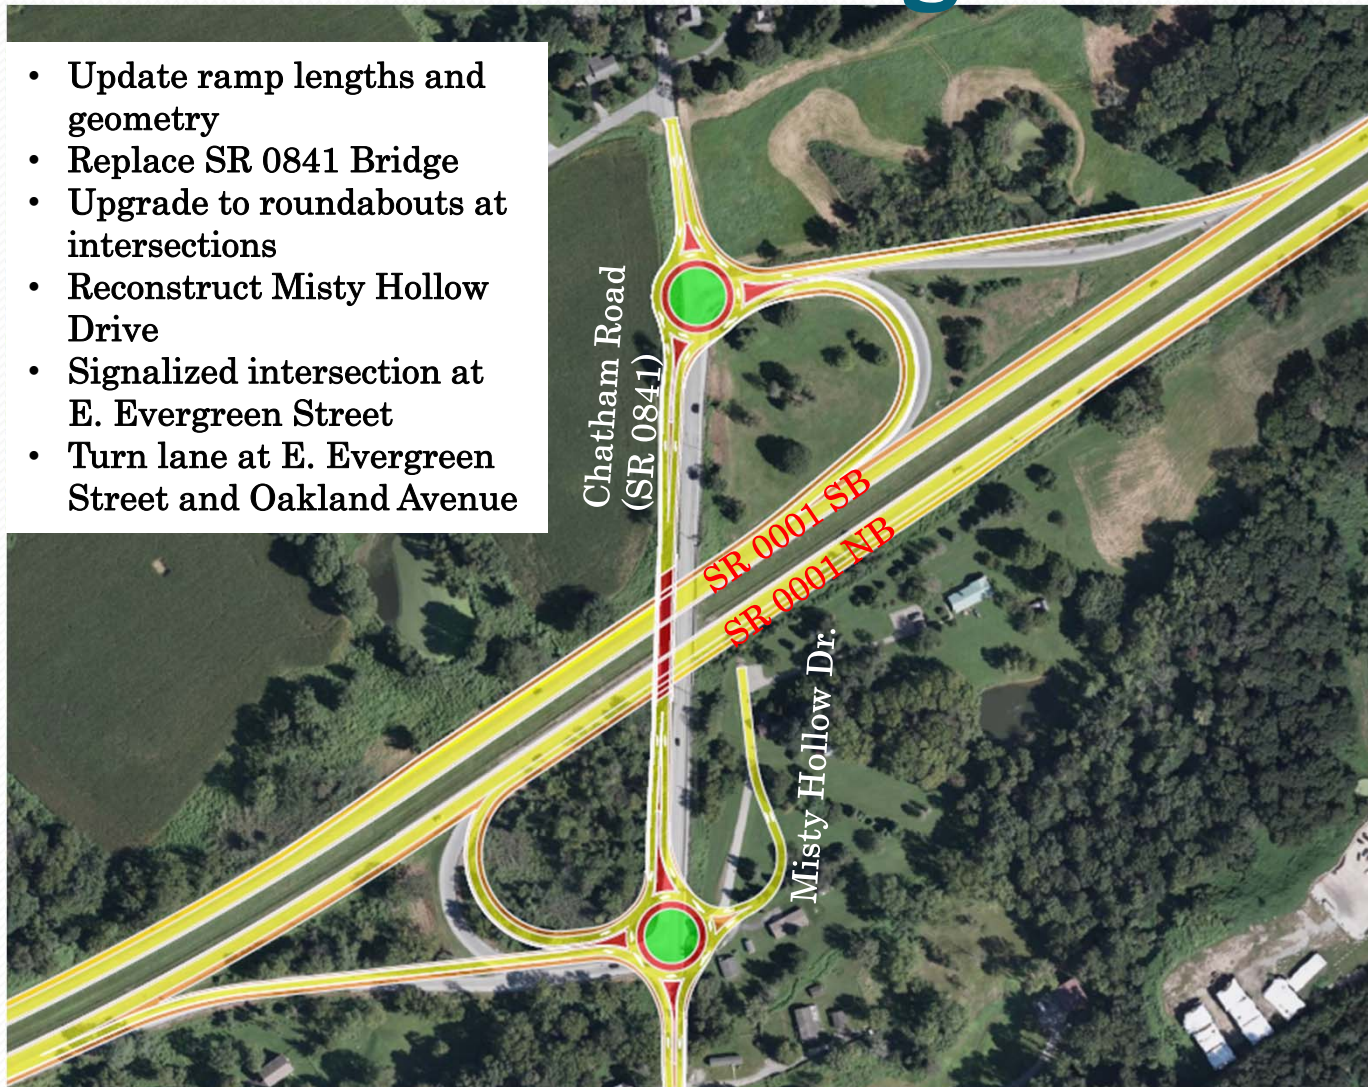 • Update ramp lengths and
geometry
• Replace SR 0841 Bridge
• Upgrade to roundabouts at
intersections
• Reconstruct Misty Hollow
Drive
• Signalized intersection at
E. Evergreen Street
• Turn lane at E. Evergreen
Street and Oakland Avenue
Chatham Road
(SR 0841)
SR 0001 SB
SR 0001 NB
Misty Hollow Dr.